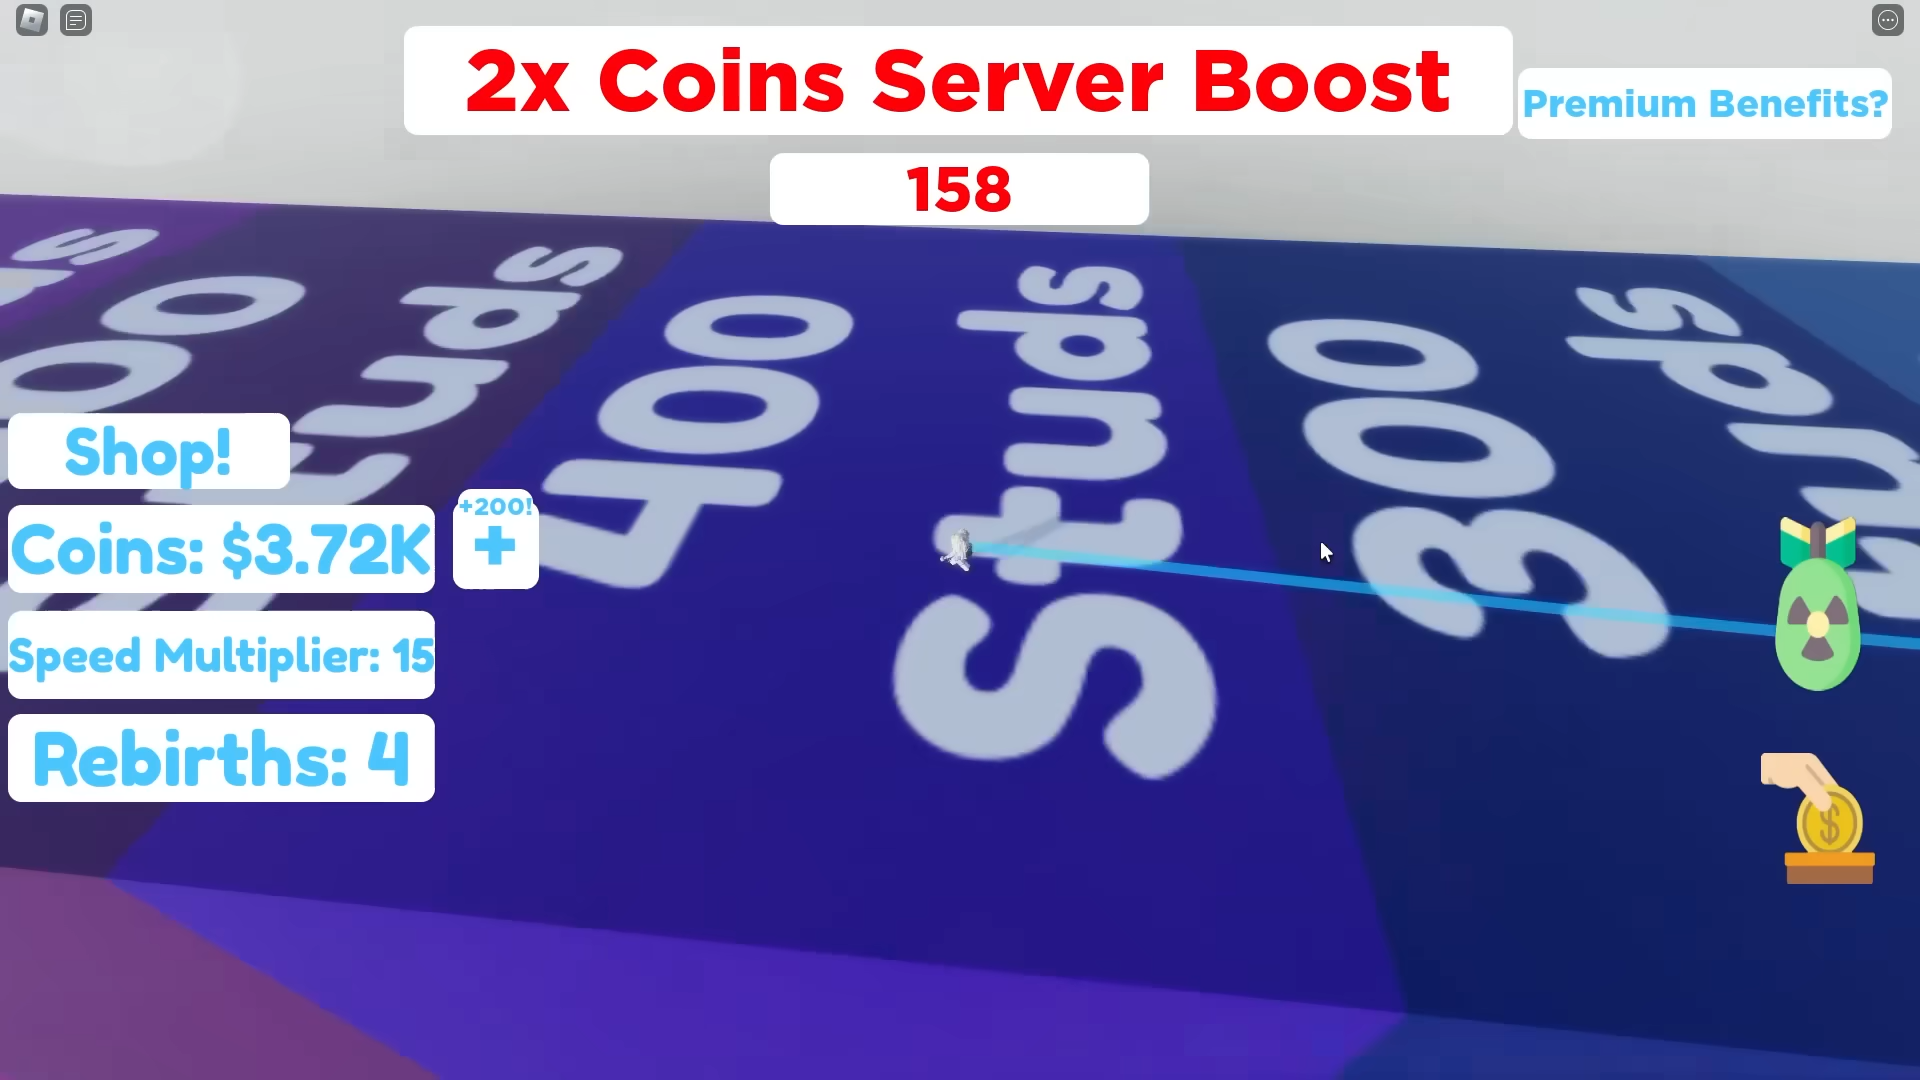 2x Coins Server Boost
Premium Benefits?
158
400 Studs
300
Studs
Shop!
Coins: $3.72K
+200!
+
Speed Multiplier: 15
Rebirths: 4
$